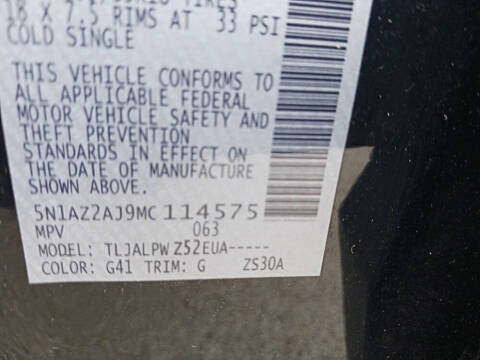 18 X 7.5 RIMS AT 33 PSI
COLD SINGLE
THIS VEHICLE CONFORMS TO
ALL APPLICABLE FEDERAL
MOTOR VEHICLE SAFETY AND
THEFT PREVENTION
STANDARDS IN EFFECT ON
THE DATE OF MANUFACTURE
SHOWN ABOVE.
5N1AZ2AJ9MC114575
MPV 063
MODEL: TLJALPWZ52EUA-----
COLOR: G41 TRIM: G ZS30A